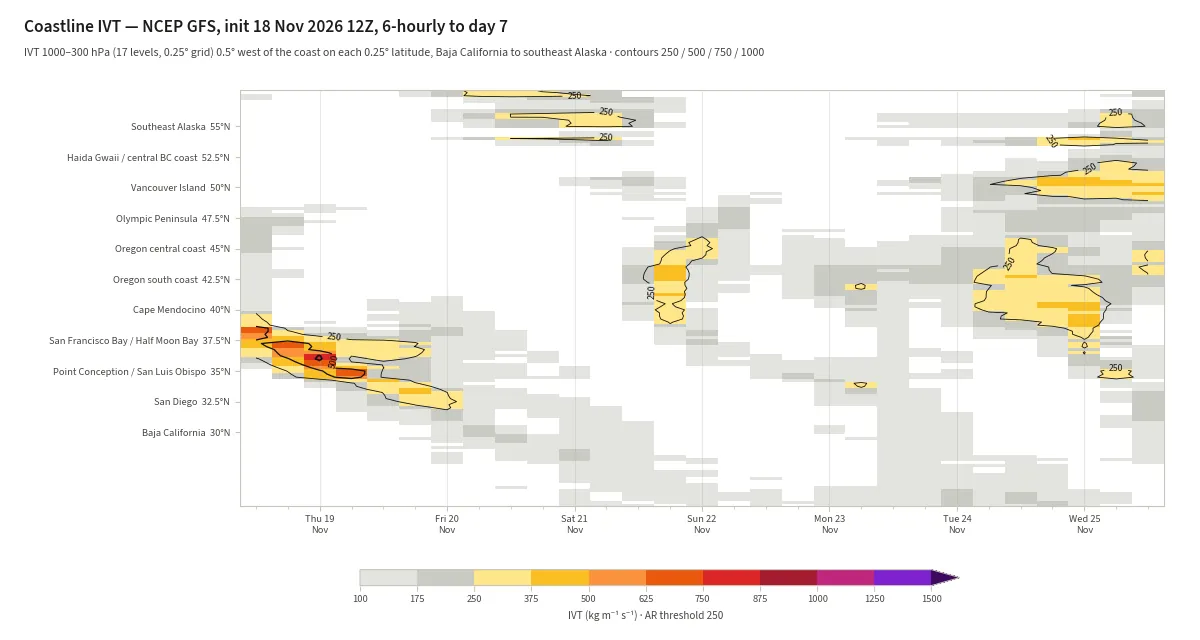 Coastline IVT — NCEP GFS, init 18 Nov 2026 12Z, 6-hourly to day 7
IVT 1000–300 hPa (17 levels, 0.25° grid) 0.5° west of the coast on each 0.25° latitude, Baja California to southeast Alaska · contours 250 / 500 / 750 / 1000
250
250
250
250
Southeast Alaska 55°N
250
Haida Gwaii / central BC coast 52.5°N
250
Vancouver Island 50°N
Olympic Peninsula 47.5°N
Oregon central coast 45°N
250
Oregon south coast 42.5°N
250
Cape Mendocino 40°N
250
San Francisco Bay / Half Moon Bay 37.5°N
500
Point Conception / San Luis Obispo 35°N
250
San Diego 32.5°N
Baja California 30°N
Thu 19 Nov
Fri 20 Nov
Sat 21 Nov
Sun 22 Nov
Mon 23 Nov
Tue 24 Nov
Wed 25 Nov
100 175 250 375 500 625 750 875 1000 1250 1500
IVT (kg m⁻¹ s⁻¹) · AR threshold 250